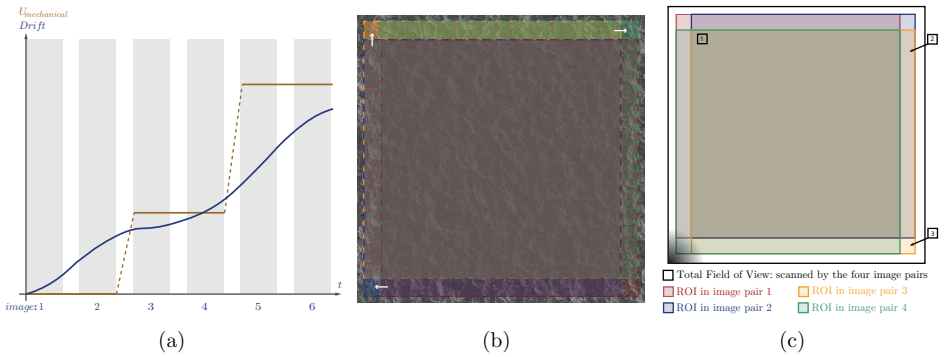 U_mechanical
Drift
t
image: 1 2 3 4 5 6
(a)
(b)
1
2
3
Total Field of View: scanned by the four image pairs
ROI in image pair 1
ROI in image pair 3
ROI in image pair 2
ROI in image pair 4
(c)